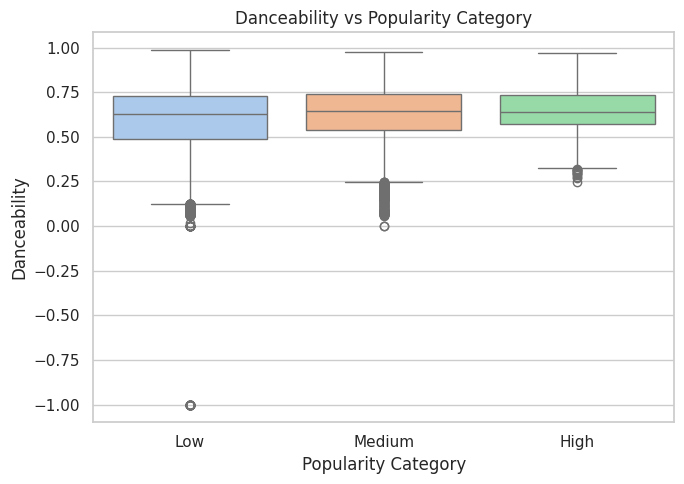 Danceability vs Popularity Category
1.00
0.75
0.50
0.25
0.00
−0.25
−0.50
−0.75
−1.00
Danceability
Low Medium High
Popularity Category